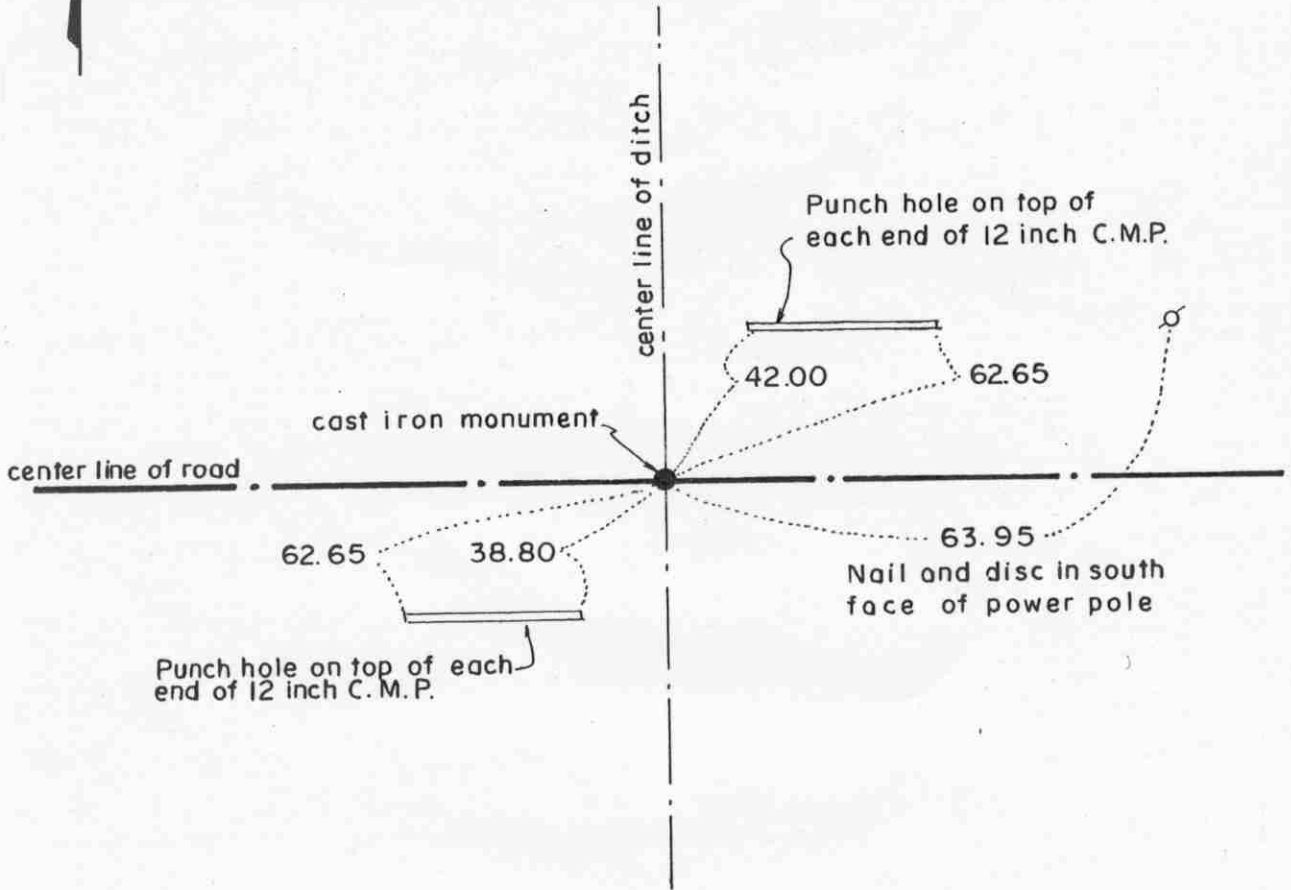 center line of ditch
Punch hole on top of
each end of 12 inch C.M.P.
42.00
62.65
cast iron monument
center line of road
62.65
38.80
63.95
Nail and disc in south
face of power pole
Punch hole on top of each
end of 12 inch C.M.P.